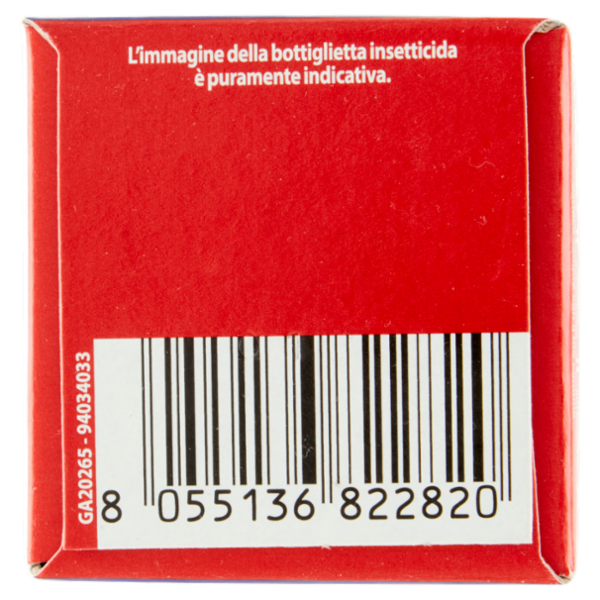 L'immagine della bottiglietta insetticida
è puramente indicativa.
GA20265 - 94034033
8 055136 822820